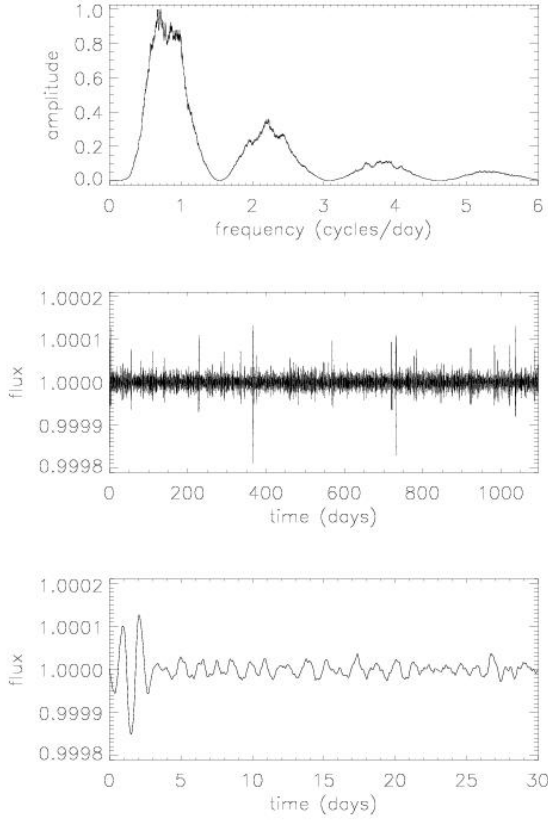 1.0
0.8
0.6
0.4
0.2
0.0
amplitude
0 1 2 3 4 5 6
frequency (cycles/day)
1.0002
1.0001
1.0000
0.9999
0.9998
flux
0 200 400 600 800 1000
time (days)
1.0002
1.0001
1.0000
0.9999
0.9998
flux
0 5 10 15 20 25 30
time (days)